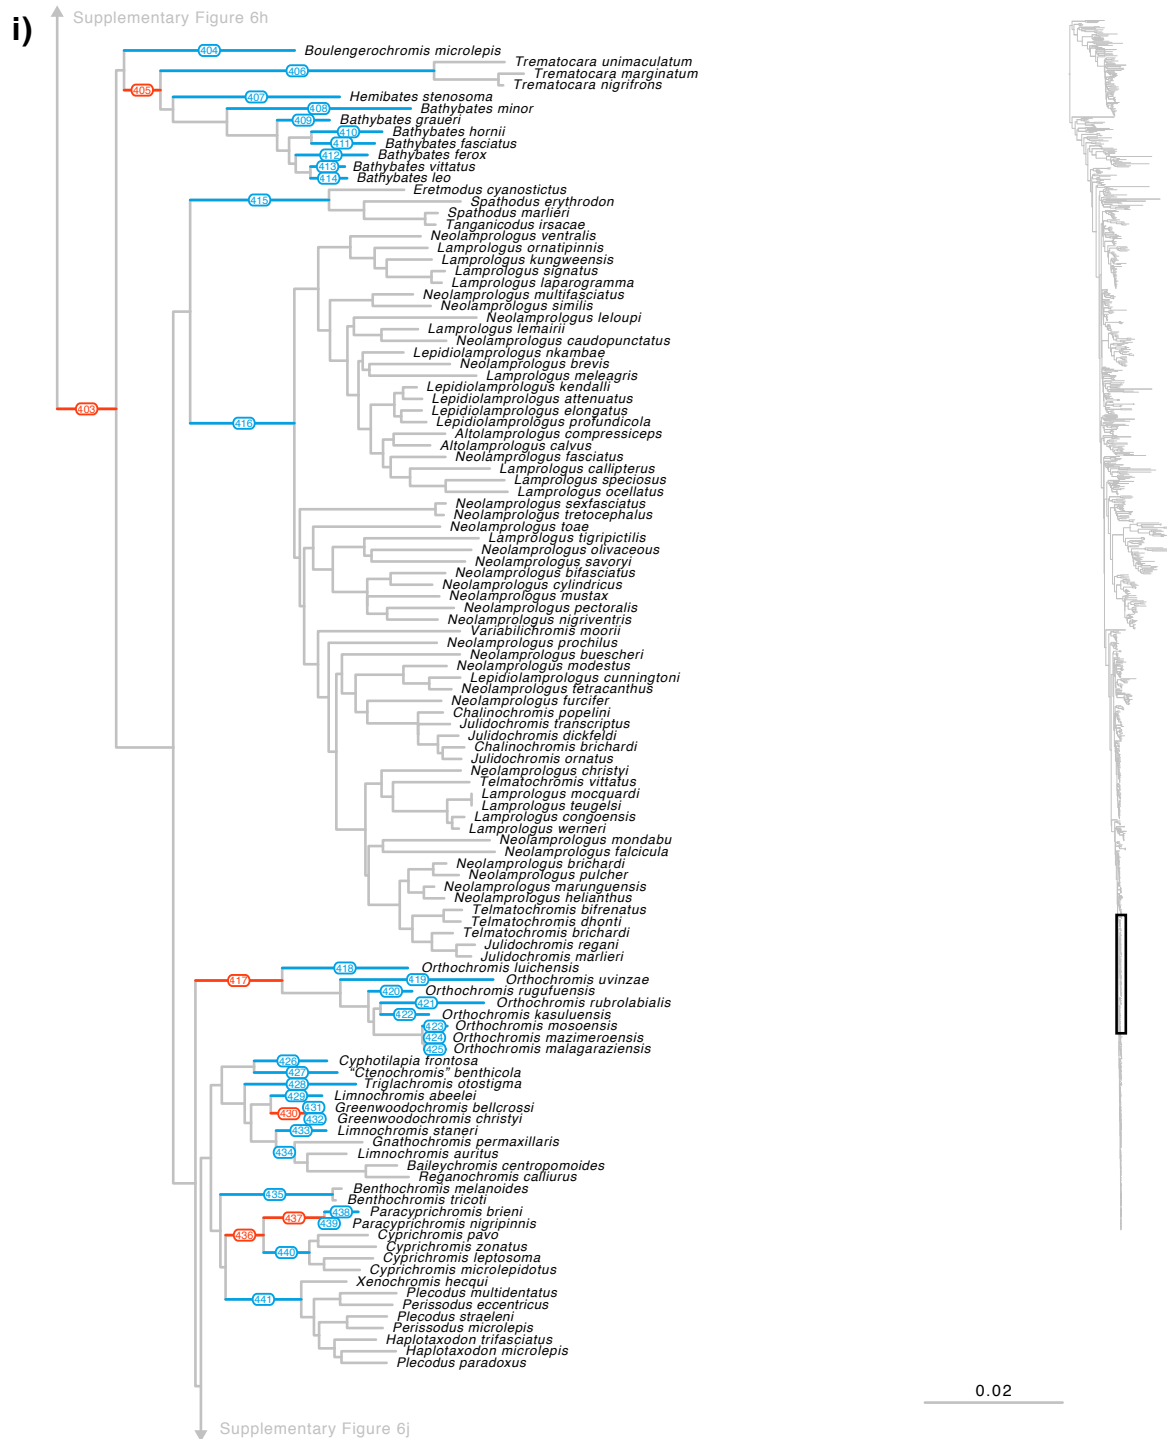 i)
Supplementary Figure 6h
404
Boulengerochromis microlepis
406
Trematocara unimaculatum
Trematocara marginatum
405
Trematocara nigrifrons
407
Hemibates stenosoma
408
Bathybates minor
409
Bathybates graueri
410
Bathybates hornii
411
Bathybates fasciatus
412
Bathybates ferox
413
Bathybates vittatus
414
Bathybates leo
Eretmodus cyanostictus
415
Spathodus erythrodon
Spathodus marlieri
Tanganicodus irsacae
Neolamprologus ventralis
Lamprologus ornatipinnis
Lamprologus kungweensis
Lamprologus signatus
Lamprologus laparogramma
Neolamprologus multifasciatus
Neolamprologus similis
Neolamprologus leloupi
Lamprologus lemairii
Neolamprologus caudopunctatus
Lepidiolamprologus nkambae
Neolamprologus brevis
Lamprologus meleagris
Lepidiolamprologus kendalli
Lepidiolamprologus attenuatus
403
Lepidiolamprologus elongatus
416
Lepidiolamprologus profundicola
Altolamprologus compressiceps
Altolamprologus calvus
Neolamprologus fasciatus
Lamprologus callipterus
Lamprologus speciosus
Lamprologus ocellatus
Neolamprologus sexfasciatus
Neolamprologus tretocephalus
Neolamprologus toae
Lamprologus tigripictilis
Neolamprologus olivaceous
Neolamprologus savoryi
Neolamprologus bifasciatus
Neolamprologus cylindricus
Neolamprologus mustax
Neolamprologus pectoralis
Neolamprologus nigriventris
Variabilichromis moorii
Neolamprologus prochilus
Neolamprologus buescheri
Neolamprologus modestus
Lepidiolamprologus cunningtoni
Neolamprologus tetracanthus
Neolamprologus furcifer
Chalinochromis popelini
Julidochromis transcriptus
Julidochromis dickfeldi
Chalinochromis brichardi
Julidochromis ornatus
Neolamprologus christyi
Telmatochromis vittatus
Lamprologus mocquardi
Lamprologus teugelsi
Lamprologus congoensis
Lamprologus werneri
Neolamprologus mondabu
Neolamprologus falcicula
Neolamprologus brichardi
Neolamprologus pulcher
Neolamprologus marunguensis
Neolamprologus helianthus
Telmatochromis bifrenatus
Telmatochromis dhonti
Telmatochromis brichardi
Julidochromis regani
Julidochromis marlieri
418
Orthochromis luichensis
417
419
Orthochromis uvinzae
420
Orthochromis rugufuensis
421
Orthochromis rubrolabialis
422
Orthochromis kasuluensis
423
Orthochromis mosoensis
424
Orthochromis mazimeroensis
425
Orthochromis malagaraziensis
426
Cyphotilapia frontosa
427
"Ctenochromis" benthicola
428
Triglachromis otostigma
429
Limnochromis abeelei
431
Greenwoodochromis bellcrossi
430
432
Greenwoodochromis christyi
433
Limnochromis staneri
Gnathochromis permaxillaris
434
Limnochromis auritus
Baileychromis centropomoides
Reganochromis calliurus
435
Benthochromis melanoides
Benthochromis tricoti
438
Paracyprichromis brieni
437
439
Paracyprichromis nigripinnis
436
Cyprichromis pavo
Cyprichromis zonatus
440
Cyprichromis leptosoma
Cyprichromis microlepidotus
Xenochromis hecqui
Plecodus multidentatus
441
Perissodus eccentricus
Plecodus straeleni
Perissodus microlepis
Haplotaxodon trifasciatus
Haplotaxodon microlepis
Plecodus paradoxus
0.02
Supplementary Figure 6j